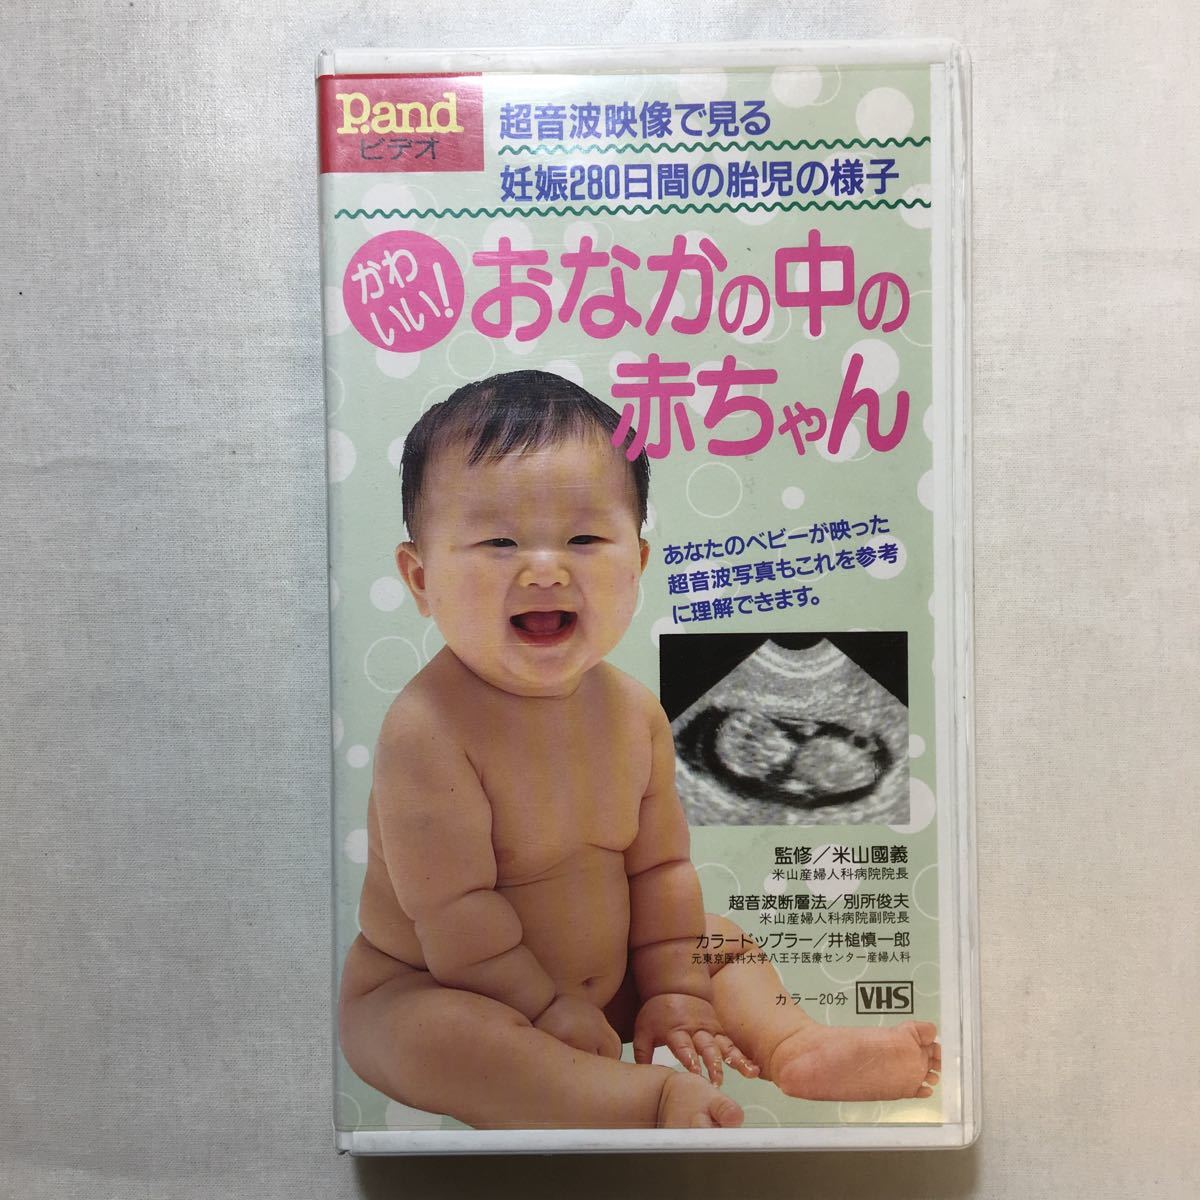 P.and
ビデオ
超音波映像で見る
妊娠280日間の胎児の様子
かわ
いい!
おなかの中の
赤ちゃん
あなたのベビーが映った
超音波写真もこれを参考
に理解できます。
監修／米山國義
米山産婦人科病院院長
超音波断層法／別所俊夫
米山産婦人科病院副院長
カラードップラー／井槌慎一郎
元東京医科大学八王子医療センター産婦人科
カラー20分 VHS